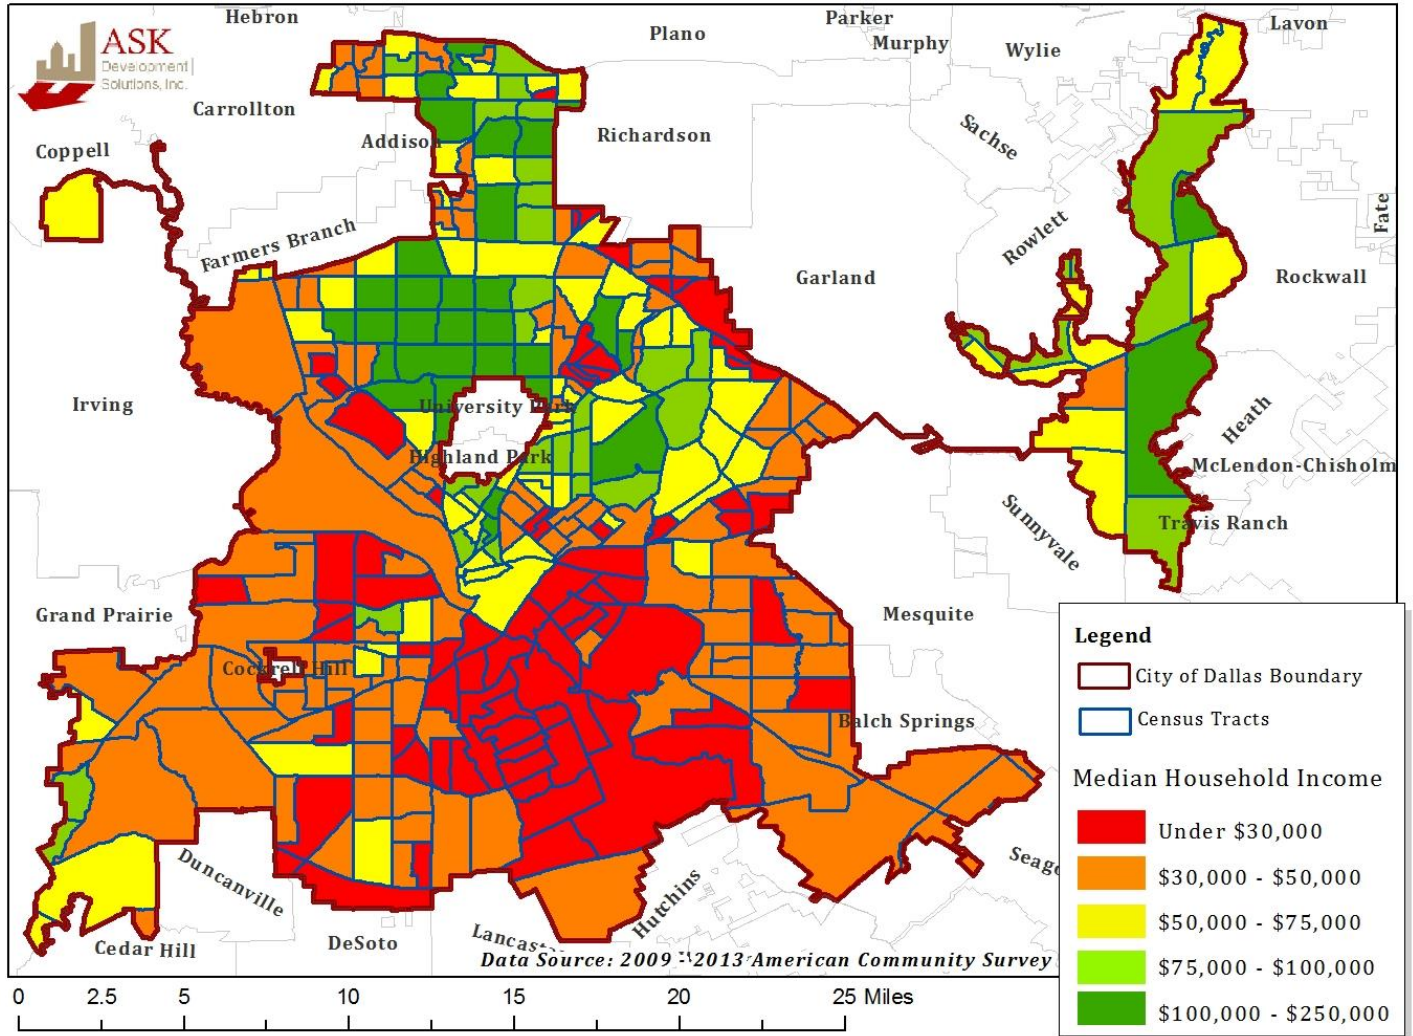 Hebron
Parker
Lavon
ASK
Development
Solutions, Inc.
Plano
Murphy
Wylie
Carrollton
Richardson
Sachse
Addison
Coppell
Fate
Farmers Branch
Rowlett
Garland
Rockwall
Irving
University Park
Heath
Highland Park
McLendon-Chisholm
Sunnyvale
Travis Ranch
Grand Prairie
Mesquite
Cockrell Hill
Balch Springs
Duncanville
Seago
Hutchins
Cedar Hill
DeSoto
Lancas
Data Source: 2009 - 2013 American Community Survey
Legend
City of Dallas Boundary
Census Tracts
Median Household Income
Under $30,000
$30,000 - $50,000
$50,000 - $75,000
$75,000 - $100,000
$100,000 - $250,000
0 2.5 5 10 15 20 25 Miles